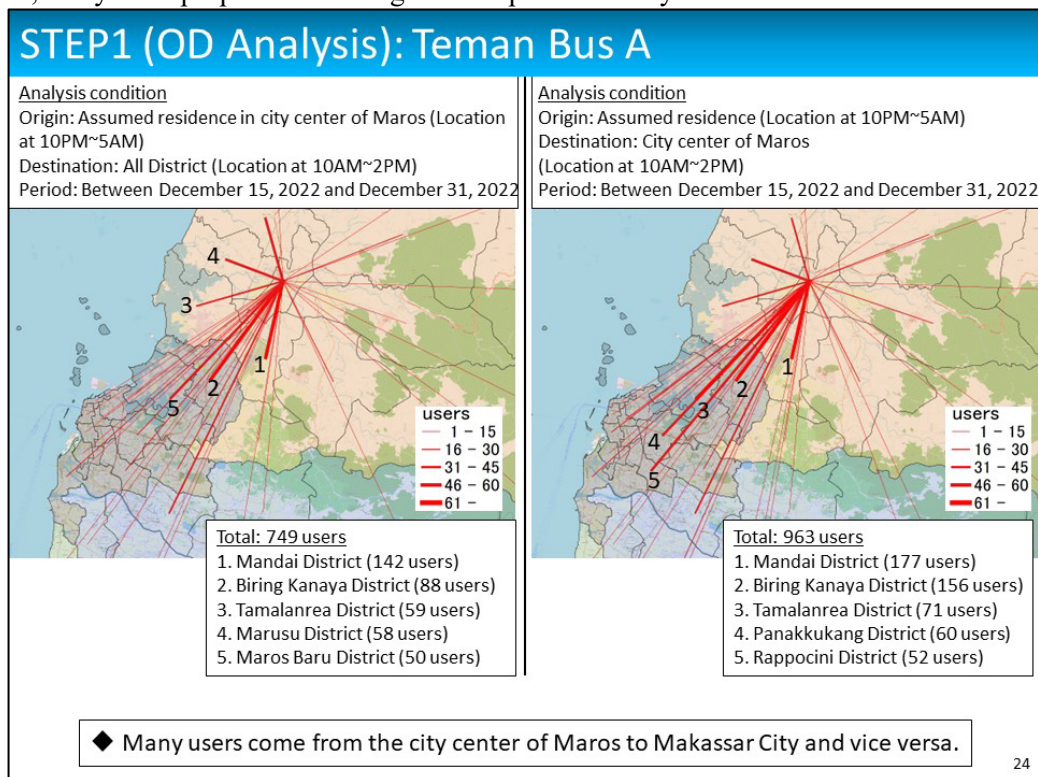 STEP1 (OD Analysis): Teman Bus A
Analysis condition
Origin: Assumed residence in city center of Maros (Location
at 10PM~5AM)
Destination: All District (Location at 10AM~2PM)
Period: Between December 15, 2022 and December 31, 2022
4
3
1
2
5
users
1 - 15
16 - 30
31 - 45
46 - 60
61 -
Total: 749 users
1. Mandai District (142 users)
2. Biring Kanaya District (88 users)
3. Tamalanrea District (59 users)
4. Marusu District (58 users)
5. Maros Baru District (50 users)
Analysis condition
Origin: Assumed residence (Location at 10PM~5AM)
Destination: City center of Maros
(Location at 10AM~2PM)
Period: Between December 15, 2022 and December 31, 2022
1
2
3
4
5
users
1 - 15
16 - 30
31 - 45
46 - 60
61 -
Total: 963 users
1. Mandai District (177 users)
2. Biring Kanaya District (156 users)
3. Tamalanrea District (71 users)
4. Panakkukang District (60 users)
5. Rappocini District (52 users)
◆ Many users come from the city center of Maros to Makassar City and vice versa.
24